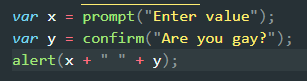 var x = prompt("Enter value");
var y = confirm("Are you gay?");
alert(x + " " + y);